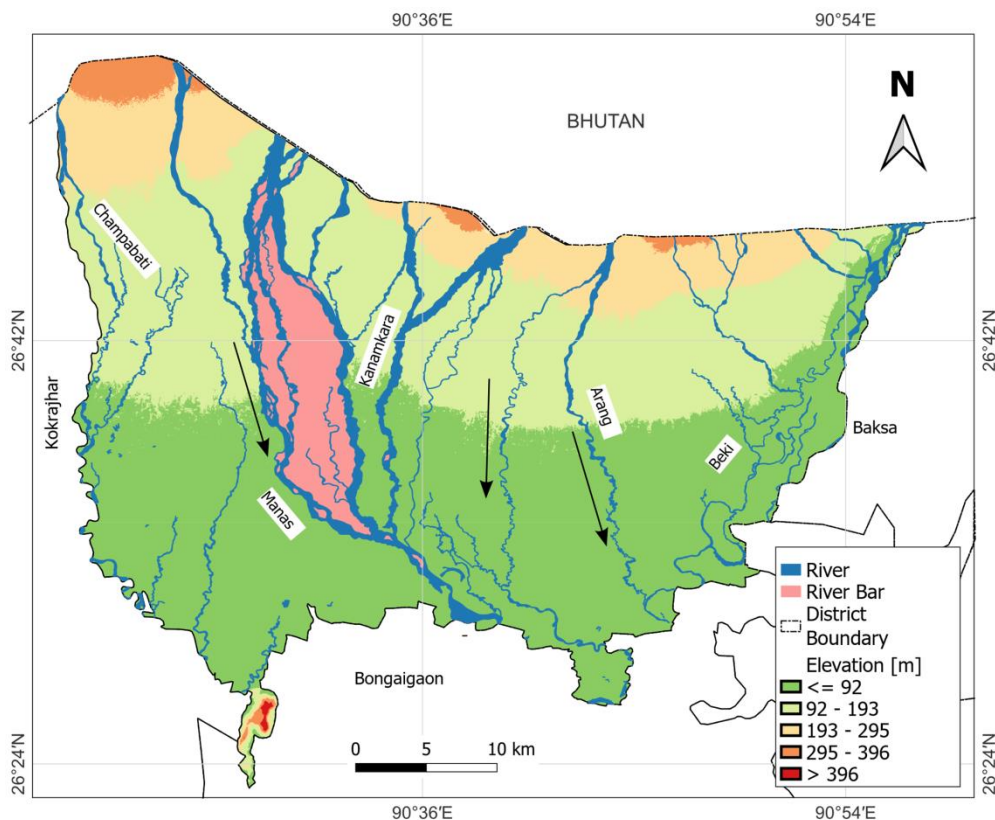 90°36′E
90°54′E
N
BHUTAN
Champabati
26°42′N
26°42′N
Kanamkara
Kokrajhar
Arang
Baksa
Beki
Manas
River
River Bar
District
Boundary
Elevation [m]
<= 92
92 - 193
193 - 295
295 - 396
> 396
Bongaigaon
0 5 10 km
26°24′N
26°24′N
90°36′E
90°54′E